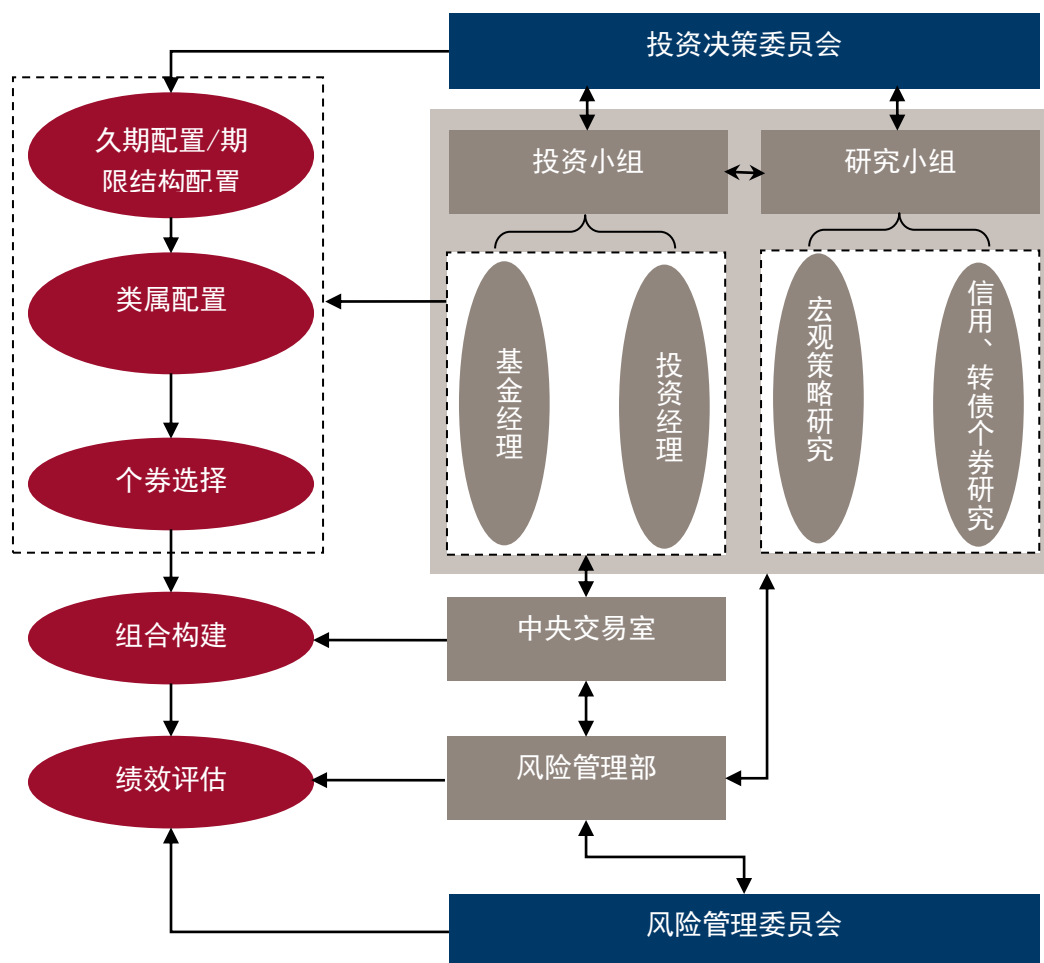 投资决策委员会
久期配置/期
限结构配置
投资小组
研究小组
类属配置
基金经理
投资经理
宏观策略研究
信用、转债个券研究
个券选择
组合构建
中央交易室
绩效评估
风险管理部
风险管理委员会